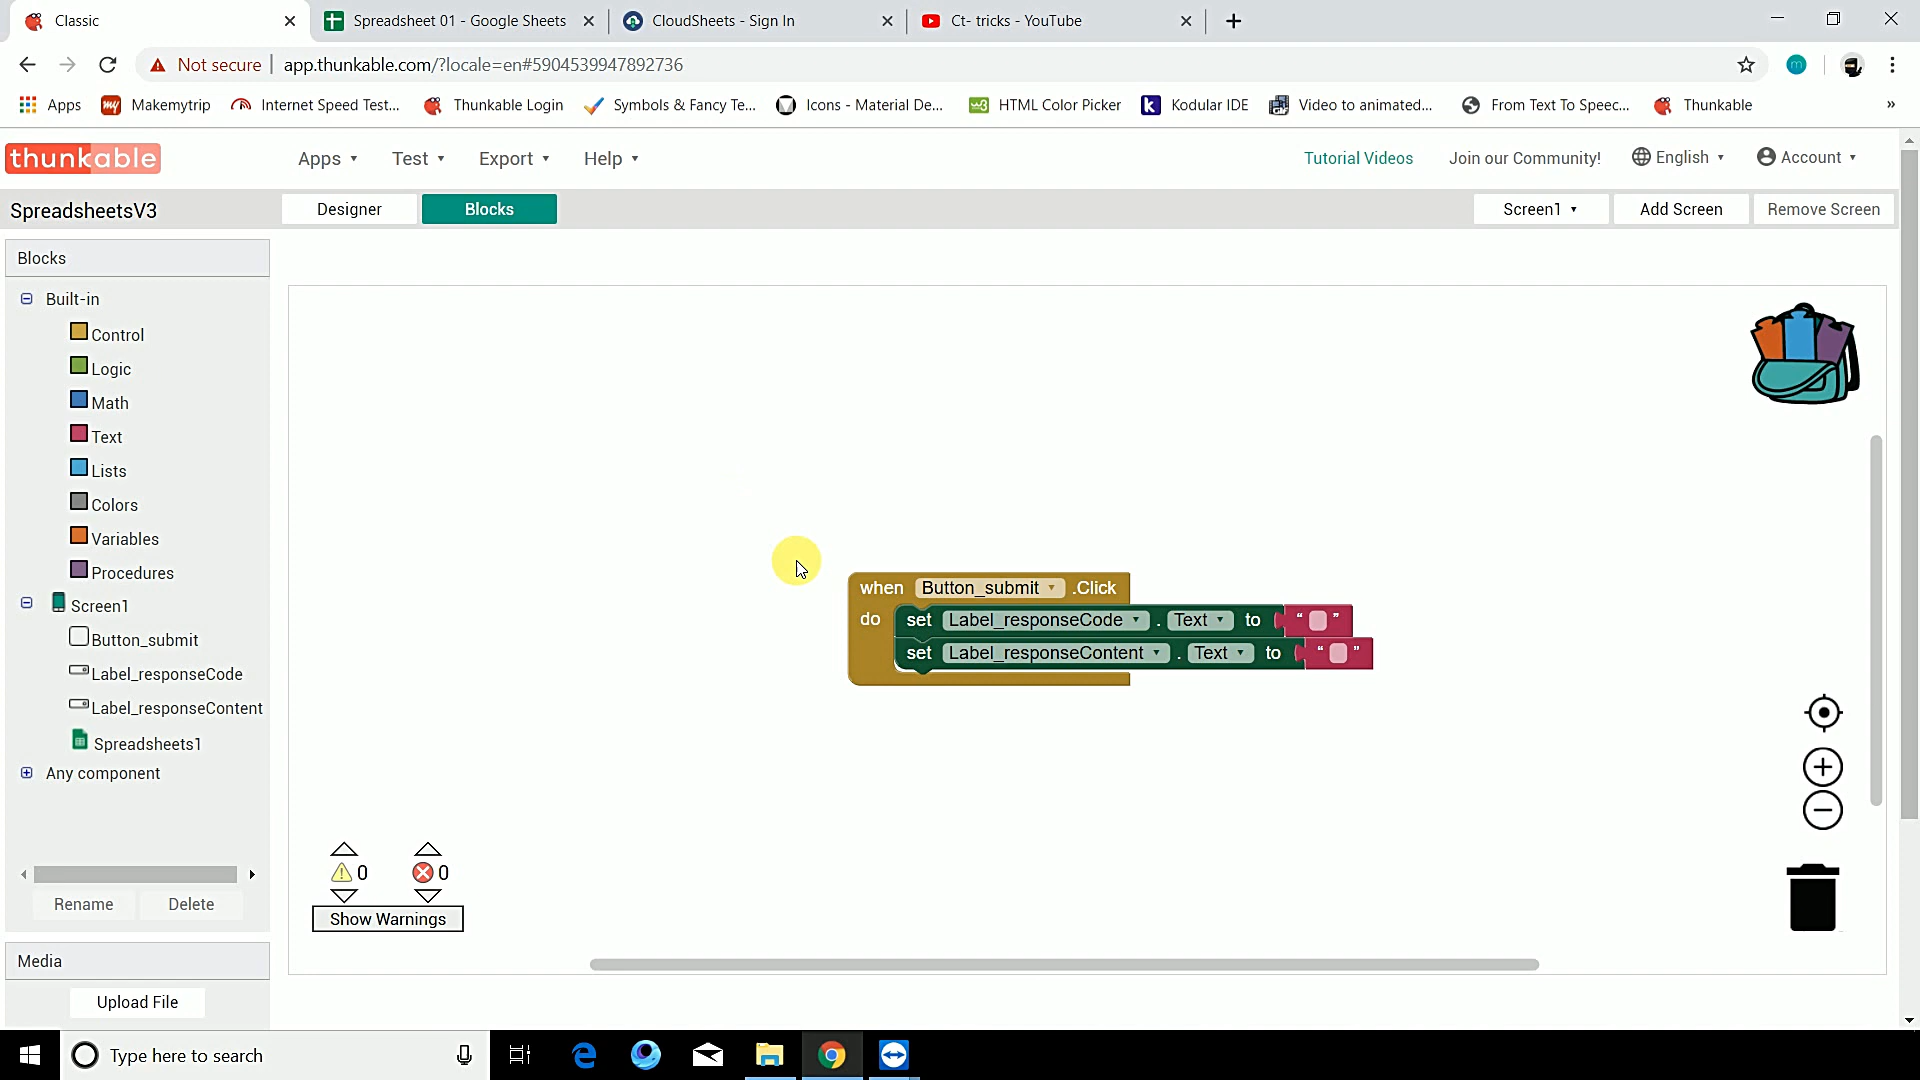 Classic
Spreadsheet 01 - Google Sheets
CloudSheets - Sign In
Ct- tricks - YouTube
Not secure
app.thunkable.com/?locale=en#5904539947892736
m
Apps
my Makemytrip
Internet Speed Test...
Thunkable Login
Symbols & Fancy Te...
Icons - Material De...
HTML Color Picker
k Kodular IDE
Video to animated...
From Text To Speec...
Thunkable
»
thunkable
Apps
Test
Export
Help
Tutorial Videos
Join our Community!
English
Account
SpreadsheetsV3
Designer
Blocks
Screen1
Add Screen
Remove Screen
Blocks
Built-in
Control
Logic
Math
Text
Lists
Colors
Variables
Procedures
Screen1
Button_submit
Label_responseCode
Label_responseContent
Spreadsheets1
Any component
Rename
Delete
Media
Upload File
when Button_submit .Click
do set Label_responseCode . Text to “ ”
set Label_responseContent . Text to “ ”
0
0
Show Warnings
Type here to search